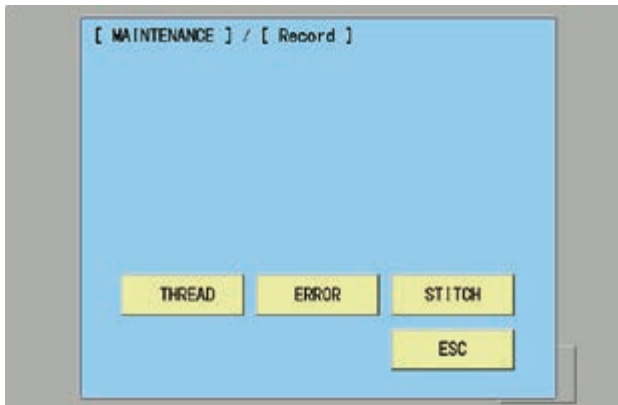 [ MAINTENANCE ] / [ Record ]
THREAD ERROR STITCH
ESC